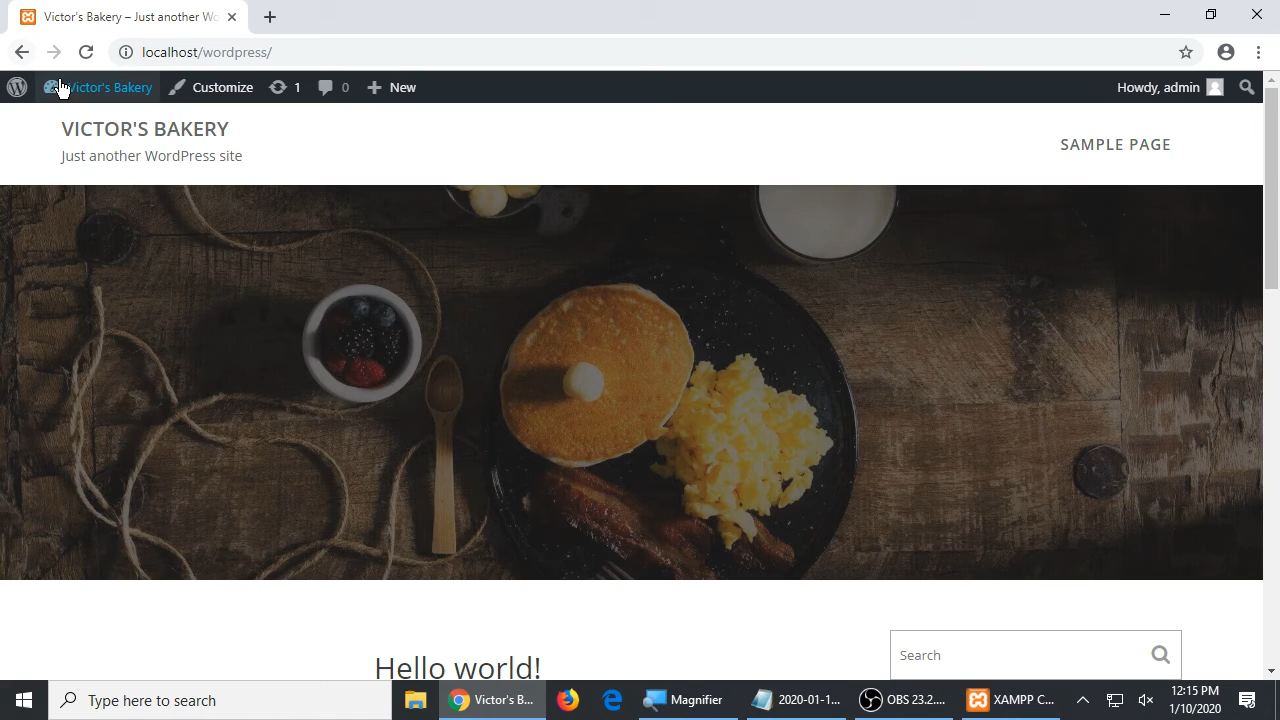 Victor's Bakery – Just another Wo
localhost/wordpress/
Victor's Bakery Customize 1 0 New Howdy, admin
VICTOR'S BAKERY
Just another WordPress site
SAMPLE PAGE
Hello world!
Search
Type here to search
Victor's B...
Magnifier
2020-01-1...
OBS 23.2....
XAMPP C...
12:15 PM
1/10/2020